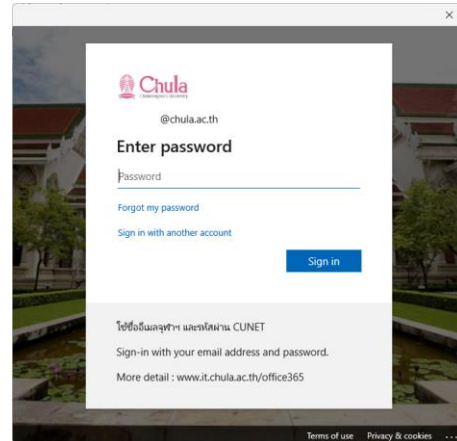 Chula
Chulalongkorn University
@chula.ac.th
Enter password
Password
Forgot my password
Sign in with another account
Sign in
ใช้ชื่ออีเมลจุฬาฯ และรหัสผ่าน CUNET
Sign-in with your email address and password.
More detail : www.it.chula.ac.th/office365
Terms of use Privacy & cookies ...